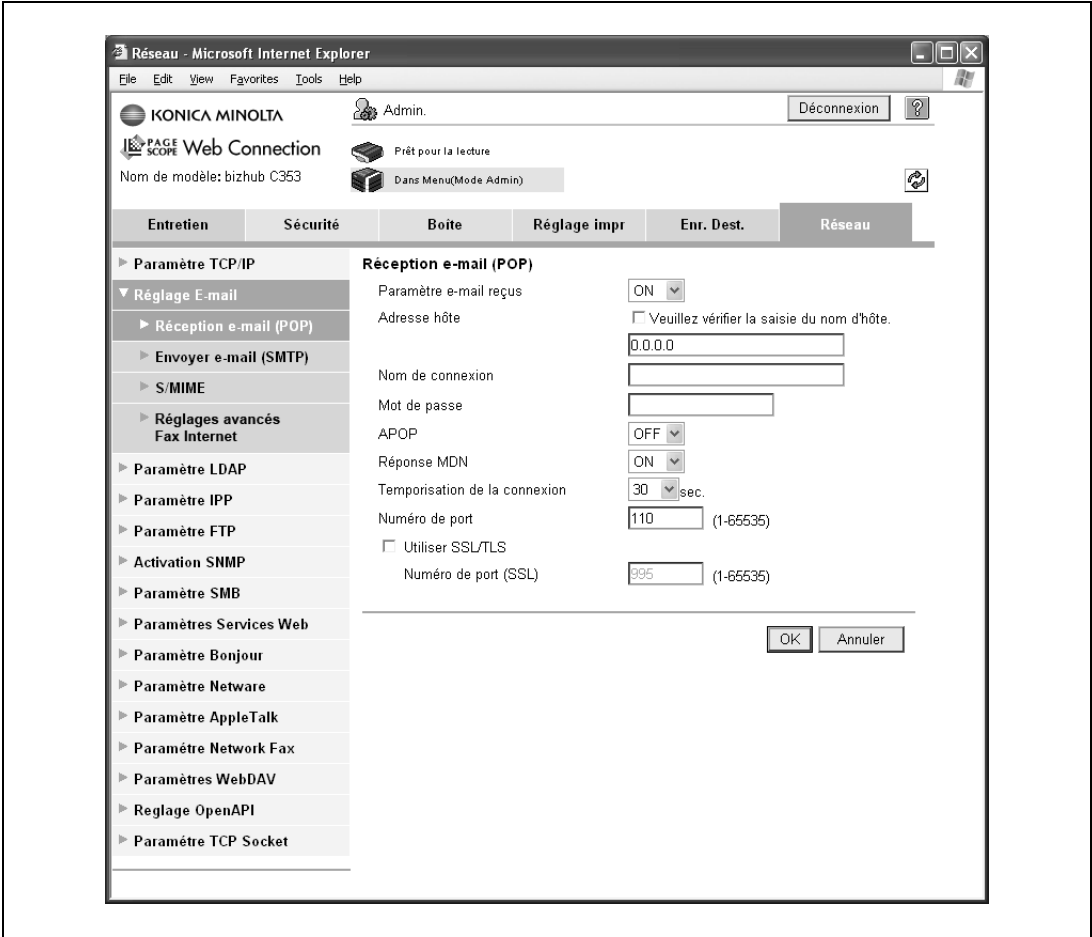 Réseau - Microsoft Internet Explorer
File Edit View Favorites Tools Help
KONICA MINOLTA
Admin.
Déconnexion
?
PAGE SCOPE Web Connection
Prêt pour la lecture
Nom de modèle: bizhub C353
Dans Menu(Mode Admin)
Entretien Sécurité Boîte Réglage impr Enr. Dest. Réseau
Paramètre TCP/IP
Réglage E-mail
Réception e-mail (POP)
Envoyer e-mail (SMTP)
S/MIME
Réglages avancés
Fax Internet
Paramètre LDAP
Paramètre IPP
Paramètre FTP
Activation SNMP
Paramètre SMB
Paramètres Services Web
Paramètre Bonjour
Paramètre Netware
Paramètre AppleTalk
Paramétre Network Fax
Paramètres WebDAV
Reglage OpenAPI
Paramétre TCP Socket
Réception e-mail (POP)
Paramètre e-mail reçus ON
Adresse hôte Veuillez vérifier la saisie du nom d'hôte.
0.0.0.0
Nom de connexion
Mot de passe
APOP OFF
Réponse MDN ON
Temporisation de la connexion 30 sec.
Numéro de port 110 (1-65535)
Utiliser SSL/TLS
Numéro de port (SSL) 995 (1-65535)
OK Annuler